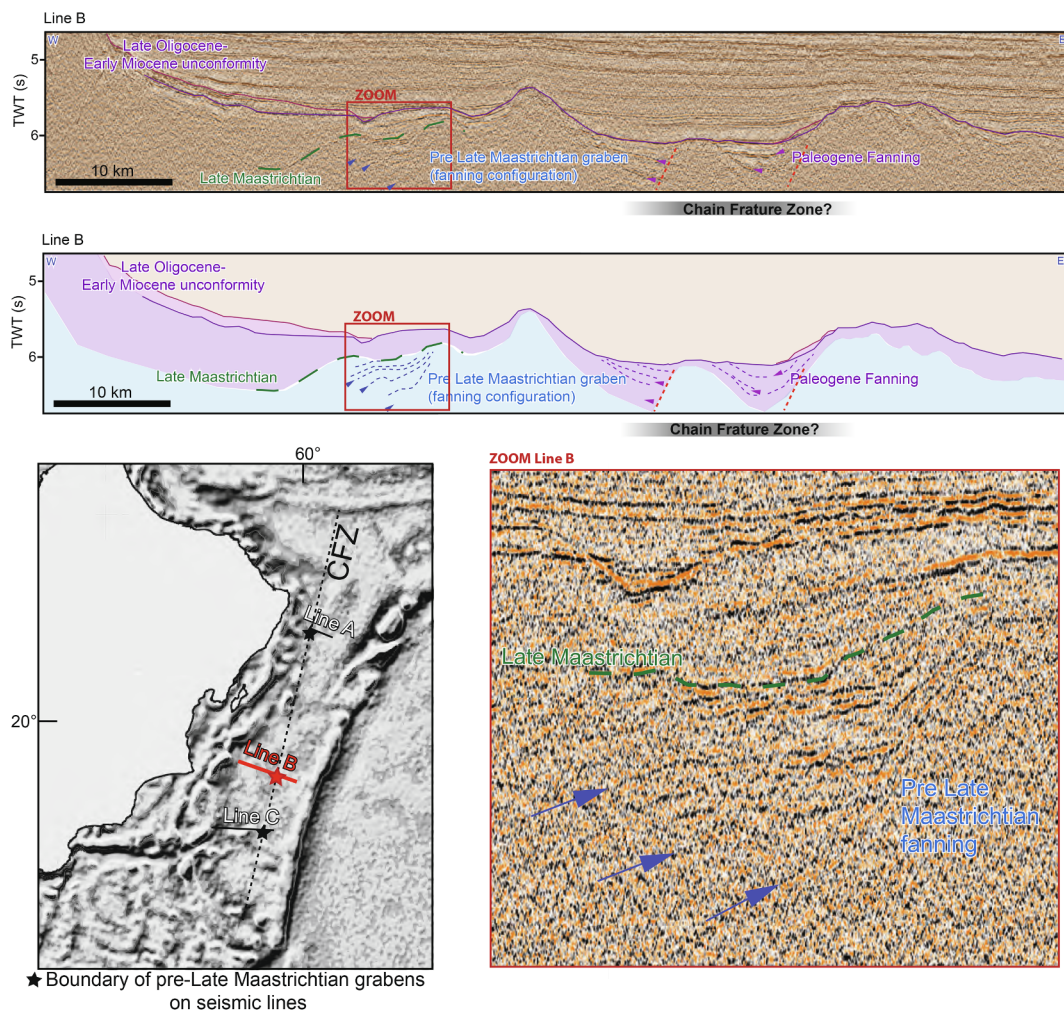 Line B
W
E
Late Oligocene-
Early Miocene unconformity
5
TWT (s)
6
ZOOM
10 km
Late Maastrichtian
Pre Late Maastrichtian graben
(fanning configuration)
Paleogene Fanning
Chain Frature Zone?
Line B
W
E
Late Oligocene-
Early Miocene unconformity
5
TWT (s)
6
ZOOM
10 km
Late Maastrichtian
Pre Late Maastrichtian graben
(fanning configuration)
Paleogene Fanning
Chain Frature Zone?
60°
20°
CFZ
Line A
Line B
Line C
★ Boundary of pre-Late Maastrichtian grabens
on seismic lines
ZOOM Line B
Late Maastrichtian
Pre Late
Maastrichtian
fanning